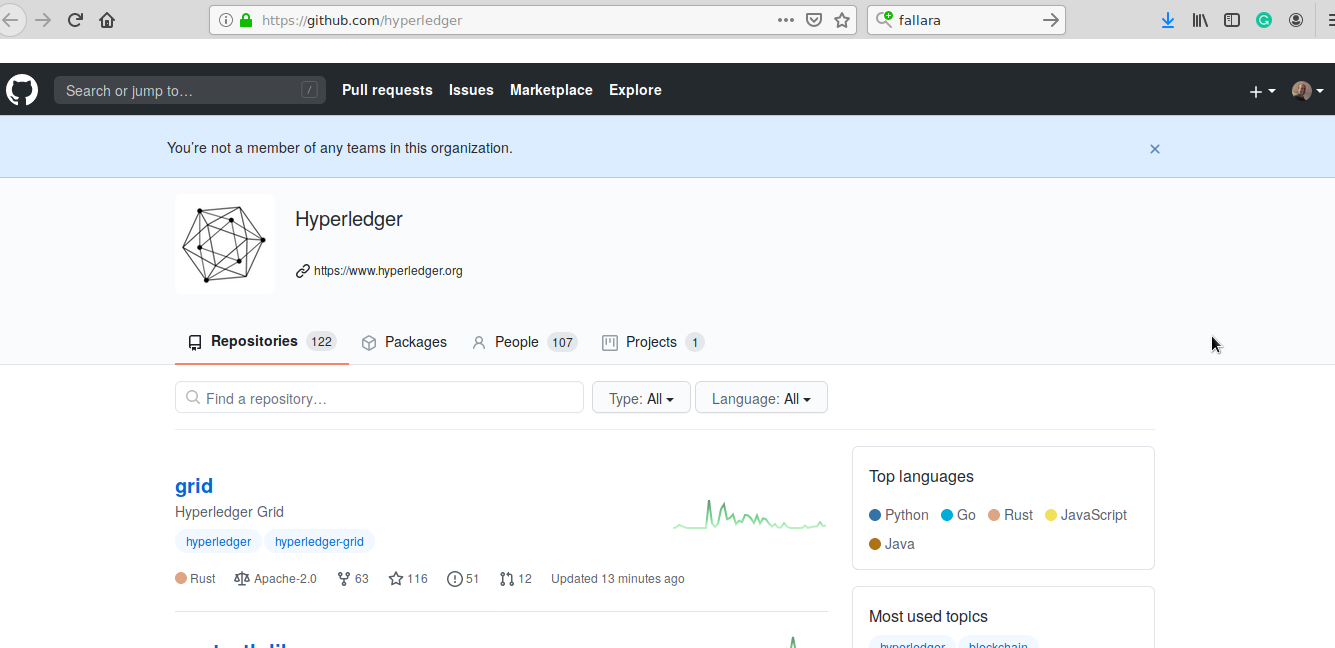 https://github.com/hyperledger
fallara
Search or jump to…
/
Pull requests
Issues
Marketplace
Explore
You’re not a member of any teams in this organization.
Hyperledger
https://www.hyperledger.org
Repositories 122
Packages
People 107
Projects 1
Find a repository…
Type: All
Language: All
grid
Hyperledger Grid
hyperledger
hyperledger-grid
Rust
Apache-2.0
63
116
51
12
Updated 13 minutes ago
Top languages
Python
Go
Rust
JavaScript
Java
Most used topics
hyperledger
blockchain